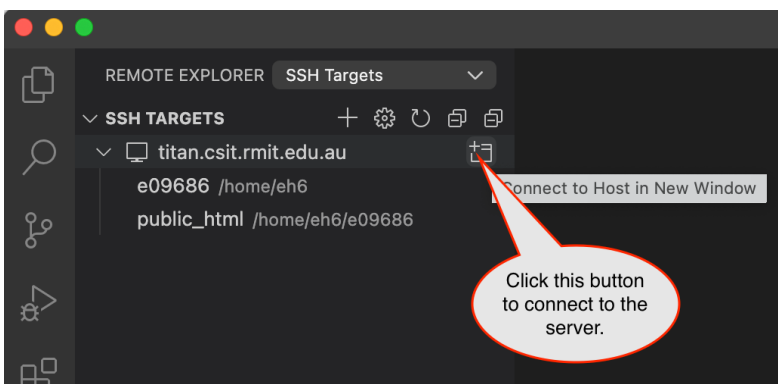 REMOTE EXPLORER SSH Targets
SSH TARGETS
titan.csit.rmit.edu.au
e09686 /home/eh6
Connect to Host in New Window
public_html /home/eh6/e09686
Click this button
to connect to the
server.